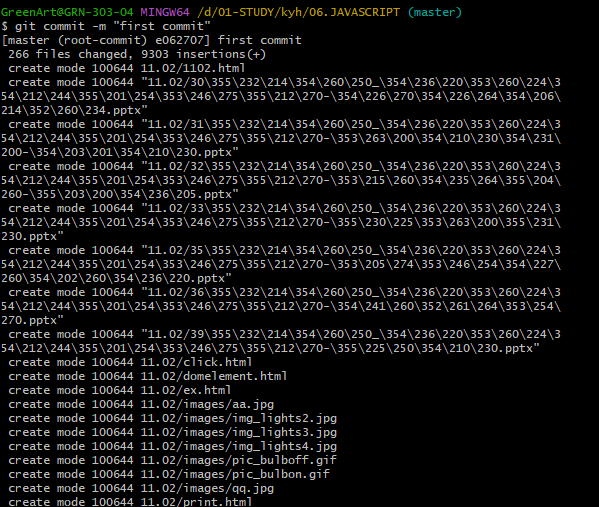 GreenArt@GRN-303-04 MINGW64 /d/01-STUDY/kyh/06.JAVASCRIPT (master)
$ git commit -m "first commit"
[master (root-commit) e062707] first commit
 266 files changed, 9303 insertions(+)
 create mode 100644 11.02/1102.html
 create mode 100644 "11.02/30\355\232\214\354\260\250_\354\236\220\353\260\224\3
54\212\244\355\201\254\353\246\275\355\212\270-\354\226\270\354\226\264\354\206\
214\352\260\234.pptx"
 create mode 100644 "11.02/31\355\232\214\354\260\250_\354\236\220\353\260\224\3
54\212\244\355\201\254\353\246\275\355\212\270-\353\263\200\354\210\230\354\231\
200-\354\203\201\354\210\230.pptx"
 create mode 100644 "11.02/32\355\232\214\354\260\250_\354\236\220\353\260\224\3
54\212\244\355\201\254\353\246\275\355\212\270-\353\215\260\354\235\264\355\204\
260-\355\203\200\354\236\205.pptx"
 create mode 100644 "11.02/33\355\232\214\354\260\250_\354\236\220\353\260\224\3
54\212\244\355\201\254\353\246\275\355\212\270-\355\230\225\353\263\200\355\231\
230.pptx"
 create mode 100644 "11.02/35\355\232\214\354\260\250_\354\236\220\353\260\224\3
54\212\244\355\201\254\353\246\275\355\212\270-\353\205\274\353\246\254\354\227\
260\354\202\260\354\236\220.pptx"
 create mode 100644 "11.02/36\355\232\214\354\260\250_\354\236\220\353\260\224\3
54\212\244\355\201\254\353\246\275\355\212\270-\354\241\260\352\261\264\353\254\
270.pptx"
 create mode 100644 "11.02/39\355\232\214\354\260\250_\354\236\220\353\260\224\3
54\212\244\355\201\254\353\246\275\355\212\270-\355\225\250\354\210\230.pptx"
 create mode 100644 11.02/click.html
 create mode 100644 11.02/domelement.html
 create mode 100644 11.02/ex.html
 create mode 100644 11.02/images/aa.jpg
 create mode 100644 11.02/images/img_lights2.jpg
 create mode 100644 11.02/images/img_lights3.jpg
 create mode 100644 11.02/images/img_lights4.jpg
 create mode 100644 11.02/images/pic_bulboff.gif
 create mode 100644 11.02/images/pic_bulbon.gif
 create mode 100644 11.02/images/qq.jpg
 create mode 100644 11.02/print.html